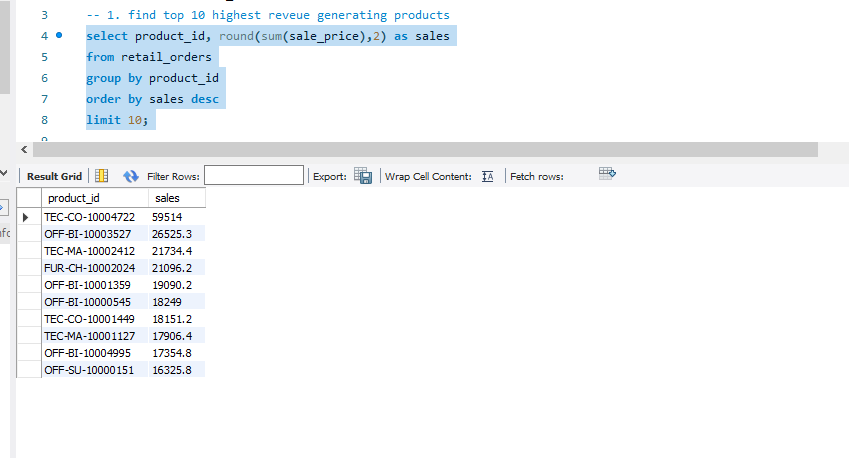 3 -- 1. find top 10 highest reveue generating products
4 select product_id, round(sum(sale_price),2) as sales
5 from retail_orders
6 group by product_id
7 order by sales desc
8 limit 10;
Result Grid Filter Rows: Export: Wrap Cell Content: Fetch rows:
product_id sales
TEC-CO-10004722 59514
OFF-BI-10003527 26525.3
TEC-MA-10002412 21734.4
FUR-CH-10002024 21096.2
OFF-BI-10001359 19090.2
OFF-BI-10000545 18249
TEC-CO-10001449 18151.2
TEC-MA-10001127 17906.4
OFF-BI-10004995 17354.8
OFF-SU-10000151 16325.8